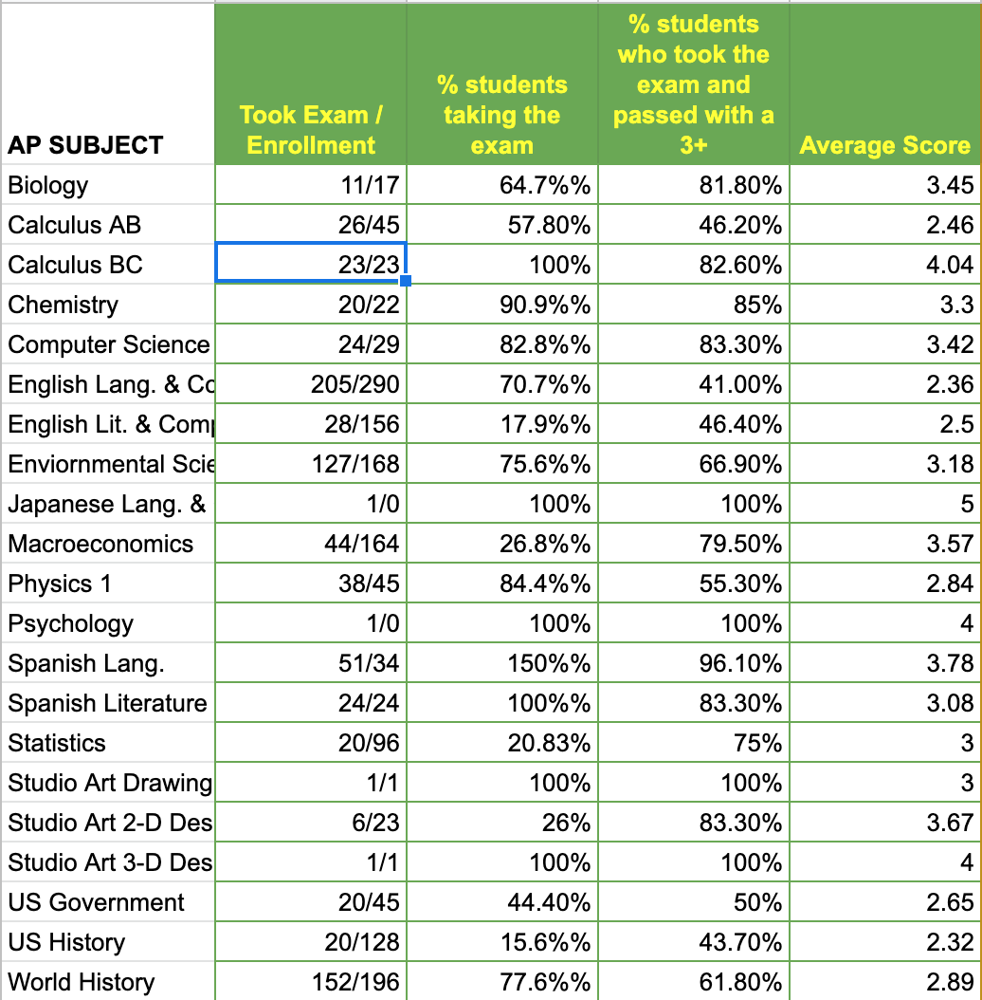 AP SUBJECT Took Exam / Enrollment % students taking the exam % students who took the exam and passed with a 3+ Average Score
Biology 11/17 64.7%% 81.80% 3.45
Calculus AB 26/45 57.80% 46.20% 2.46
Calculus BC 23/23 100% 82.60% 4.04
Chemistry 20/22 90.9%% 85% 3.3
Computer Science 24/29 82.8%% 83.30% 3.42
English Lang. & Co 205/290 70.7%% 41.00% 2.36
English Lit. & Comp 28/156 17.9%% 46.40% 2.5
Enviornmental Scie 127/168 75.6%% 66.90% 3.18
Japanese Lang. & 1/0 100% 100% 5
Macroeconomics 44/164 26.8%% 79.50% 3.57
Physics 1 38/45 84.4%% 55.30% 2.84
Psychology 1/0 100% 100% 4
Spanish Lang. 51/34 150%% 96.10% 3.78
Spanish Literature 24/24 100%% 83.30% 3.08
Statistics 20/96 20.83% 75% 3
Studio Art Drawing 1/1 100% 100% 3
Studio Art 2-D Des 6/23 26% 83.30% 3.67
Studio Art 3-D Des 1/1 100% 100% 4
US Government 20/45 44.40% 50% 2.65
US History 20/128 15.6%% 43.70% 2.32
World History 152/196 77.6%% 61.80% 2.89